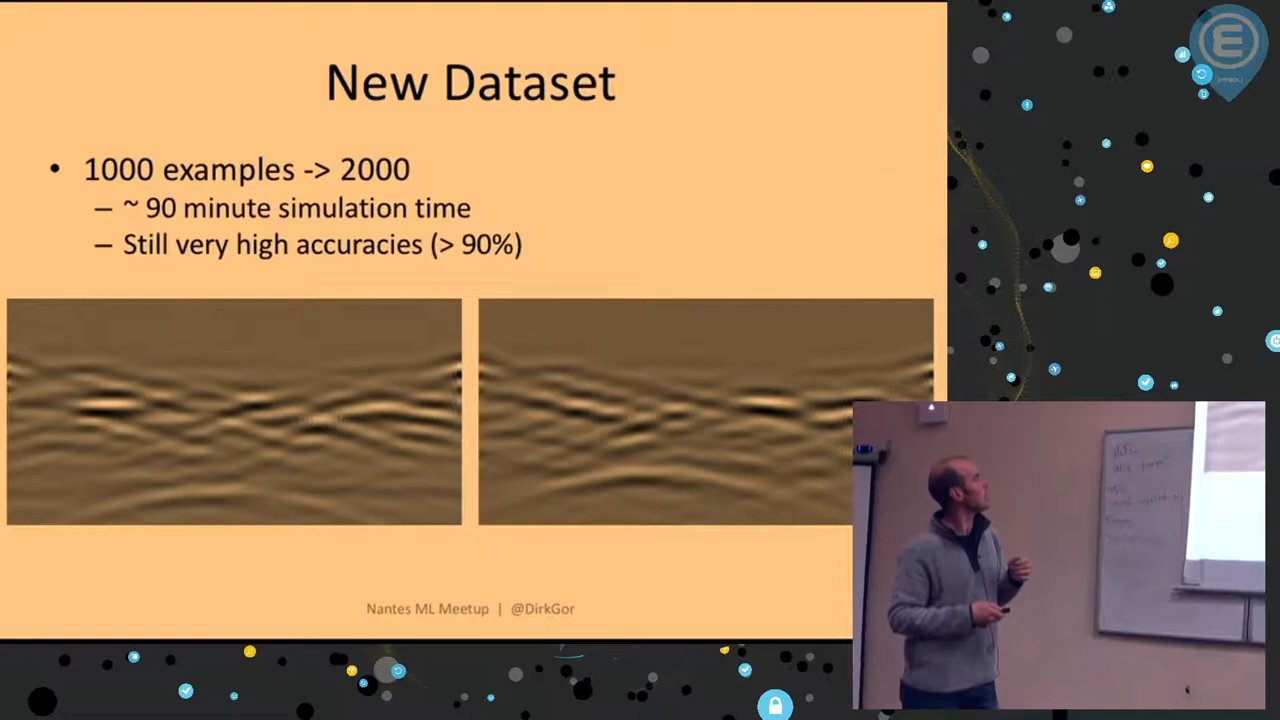 New Dataset
• 1000 examples -> 2000
– ~ 90 minute simulation time
– Still very high accuracies (> 90%)
Nantes ML Meetup | @DirkGor